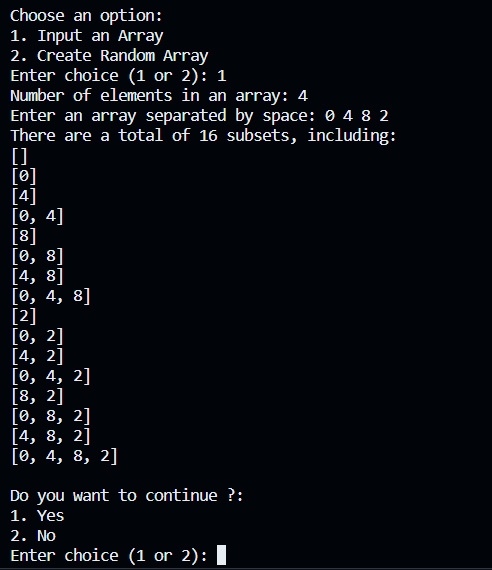 Choose an option:
1. Input an Array
2. Create Random Array
Enter choice (1 or 2): 1
Number of elements in an array: 4
Enter an array separated by space: 0 4 8 2
There are a total of 16 subsets, including:
[]
[0]
[4]
[0, 4]
[8]
[0, 8]
[4, 8]
[0, 4, 8]
[2]
[0, 2]
[4, 2]
[0, 4, 2]
[8, 2]
[0, 8, 2]
[4, 8, 2]
[0, 4, 8, 2]
Do you want to continue ?:
1. Yes
2. No
Enter choice (1 or 2):